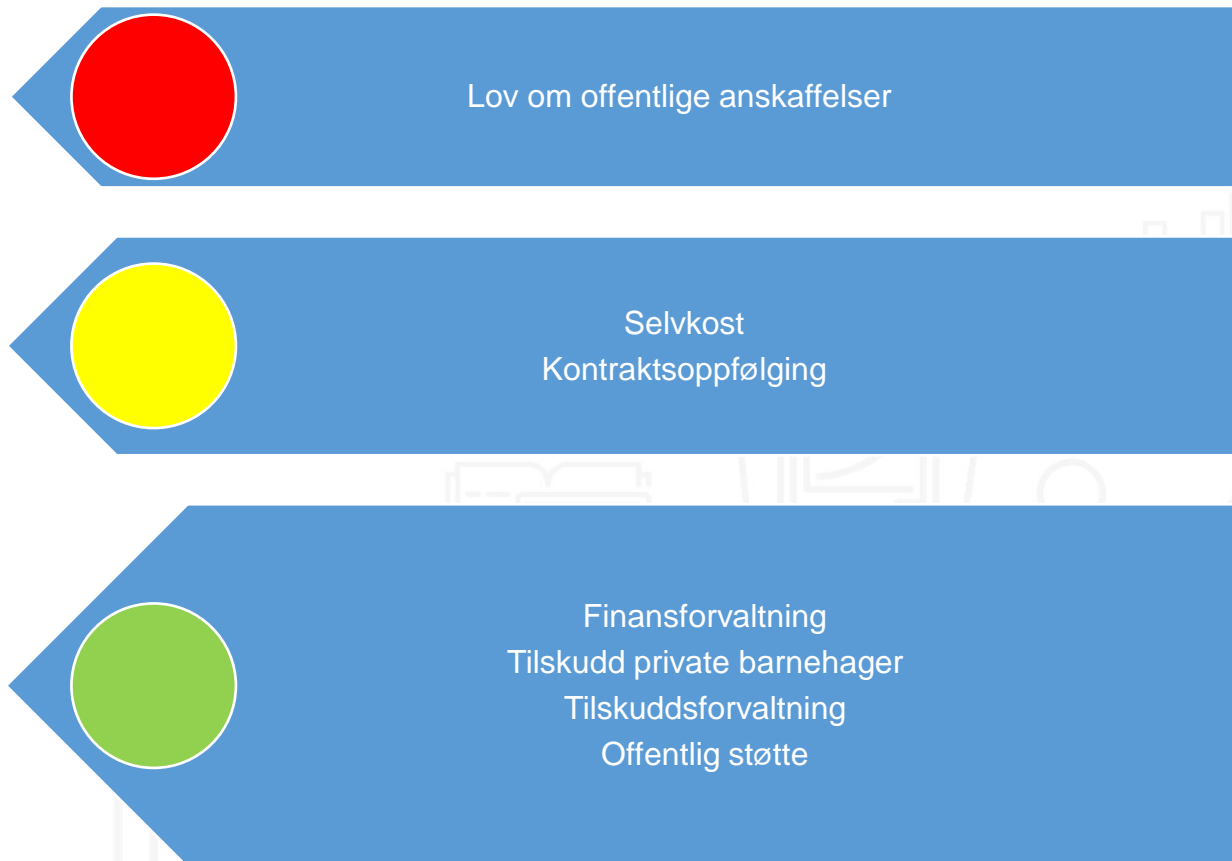 Lov om offentlige anskaffelser
Selvkost
Kontraktsoppfølging
Finansforvaltning
Tilskudd private barnehager
Tilskuddsforvaltning
Offentlig støtte